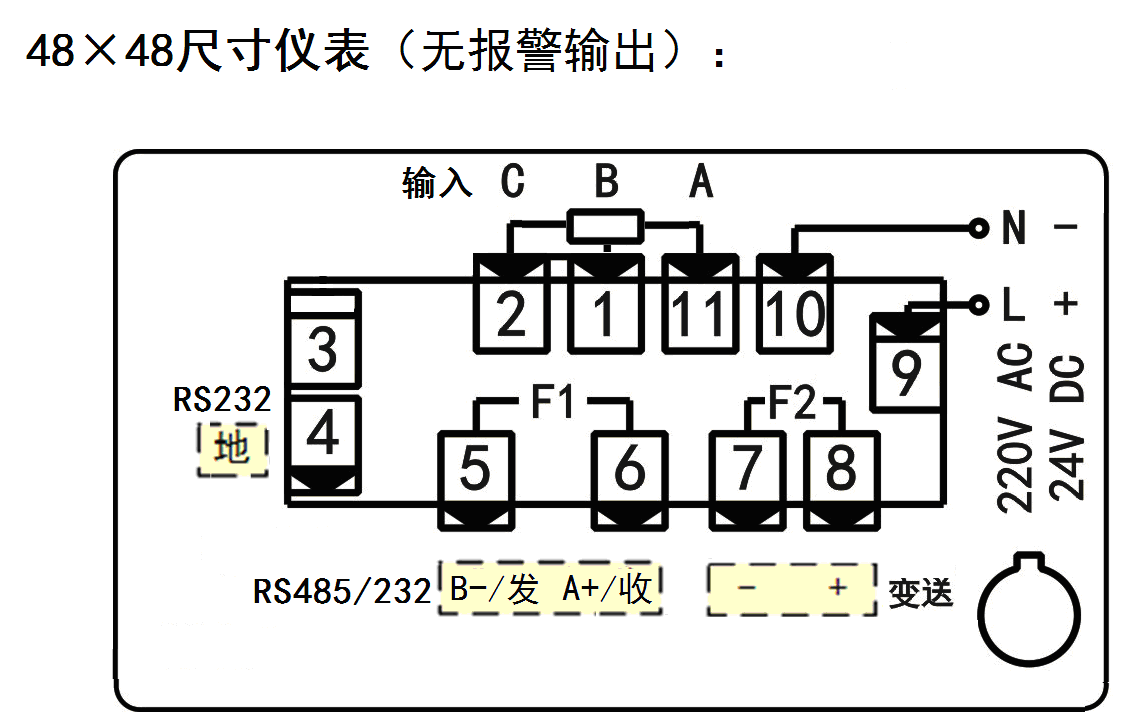 48×48尺寸仪表（无报警输出）：
输入 C B A
N －
2 1 11 10
L +
3
9
220V AC
24V DC
RS232
F1 F2
4
地
5 6 7 8
RS485/232 B-/发 A+/收 － + 变送